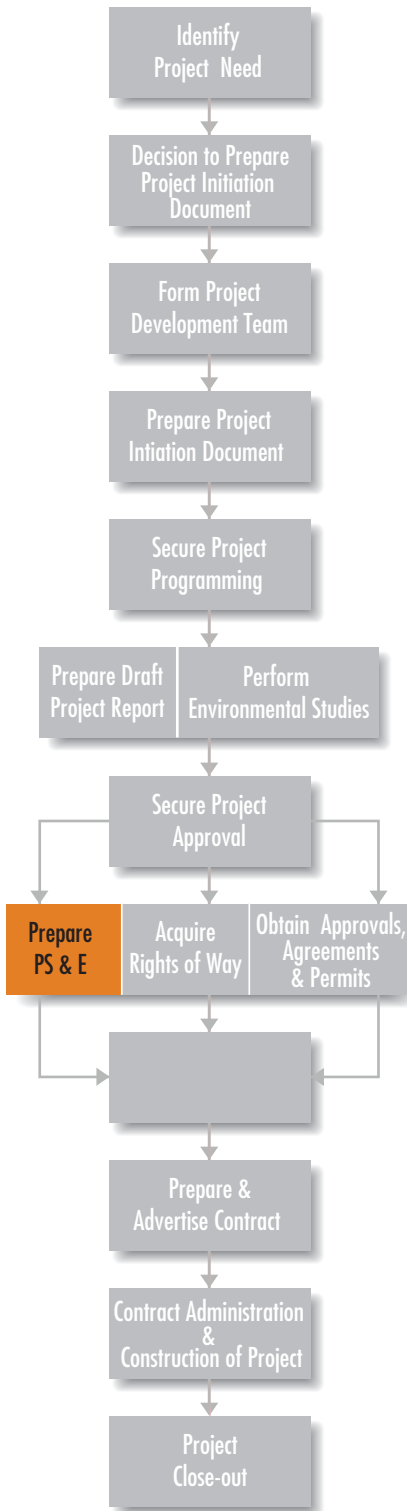 Identify
Project Need
Decision to Prepare
Project Initiation
Document
Form Project
Development Team
Prepare Project
Intiation Document
Secure Project
Programming
Prepare Draft
Project Report
Perform
Environmental Studies
Secure Project
Approval
Prepare
PS & E
Acquire
Rights of Way
Obtain Approvals,
Agreements
& Permits
Prepare &
Advertise Contract
Contract Administration
&
Construction of Project
Project
Close-out